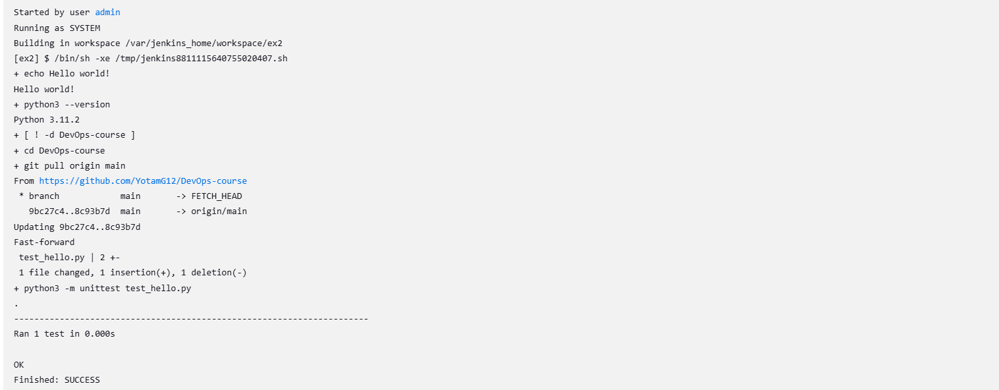 Started by user admin
Running as SYSTEM
Building in workspace /var/jenkins_home/workspace/ex2
[ex2] $ /bin/sh -xe /tmp/jenkins8811115640755020407.sh
+ echo Hello world!
Hello world!
+ python3 --version
Python 3.11.2
+ [ ! -d DevOps-course ]
+ cd DevOps-course
+ git pull origin main
From https://github.com/YotamG12/DevOps-course
 * branch            main       -> FETCH_HEAD
   9bc27c4..8c93b7d  main       -> origin/main
Updating 9bc27c4..8c93b7d
Fast-forward
 test_hello.py | 2 +-
 1 file changed, 1 insertion(+), 1 deletion(-)
+ python3 -m unittest test_hello.py
.
----------------------------------------------------------------------
Ran 1 test in 0.000s

OK
Finished: SUCCESS